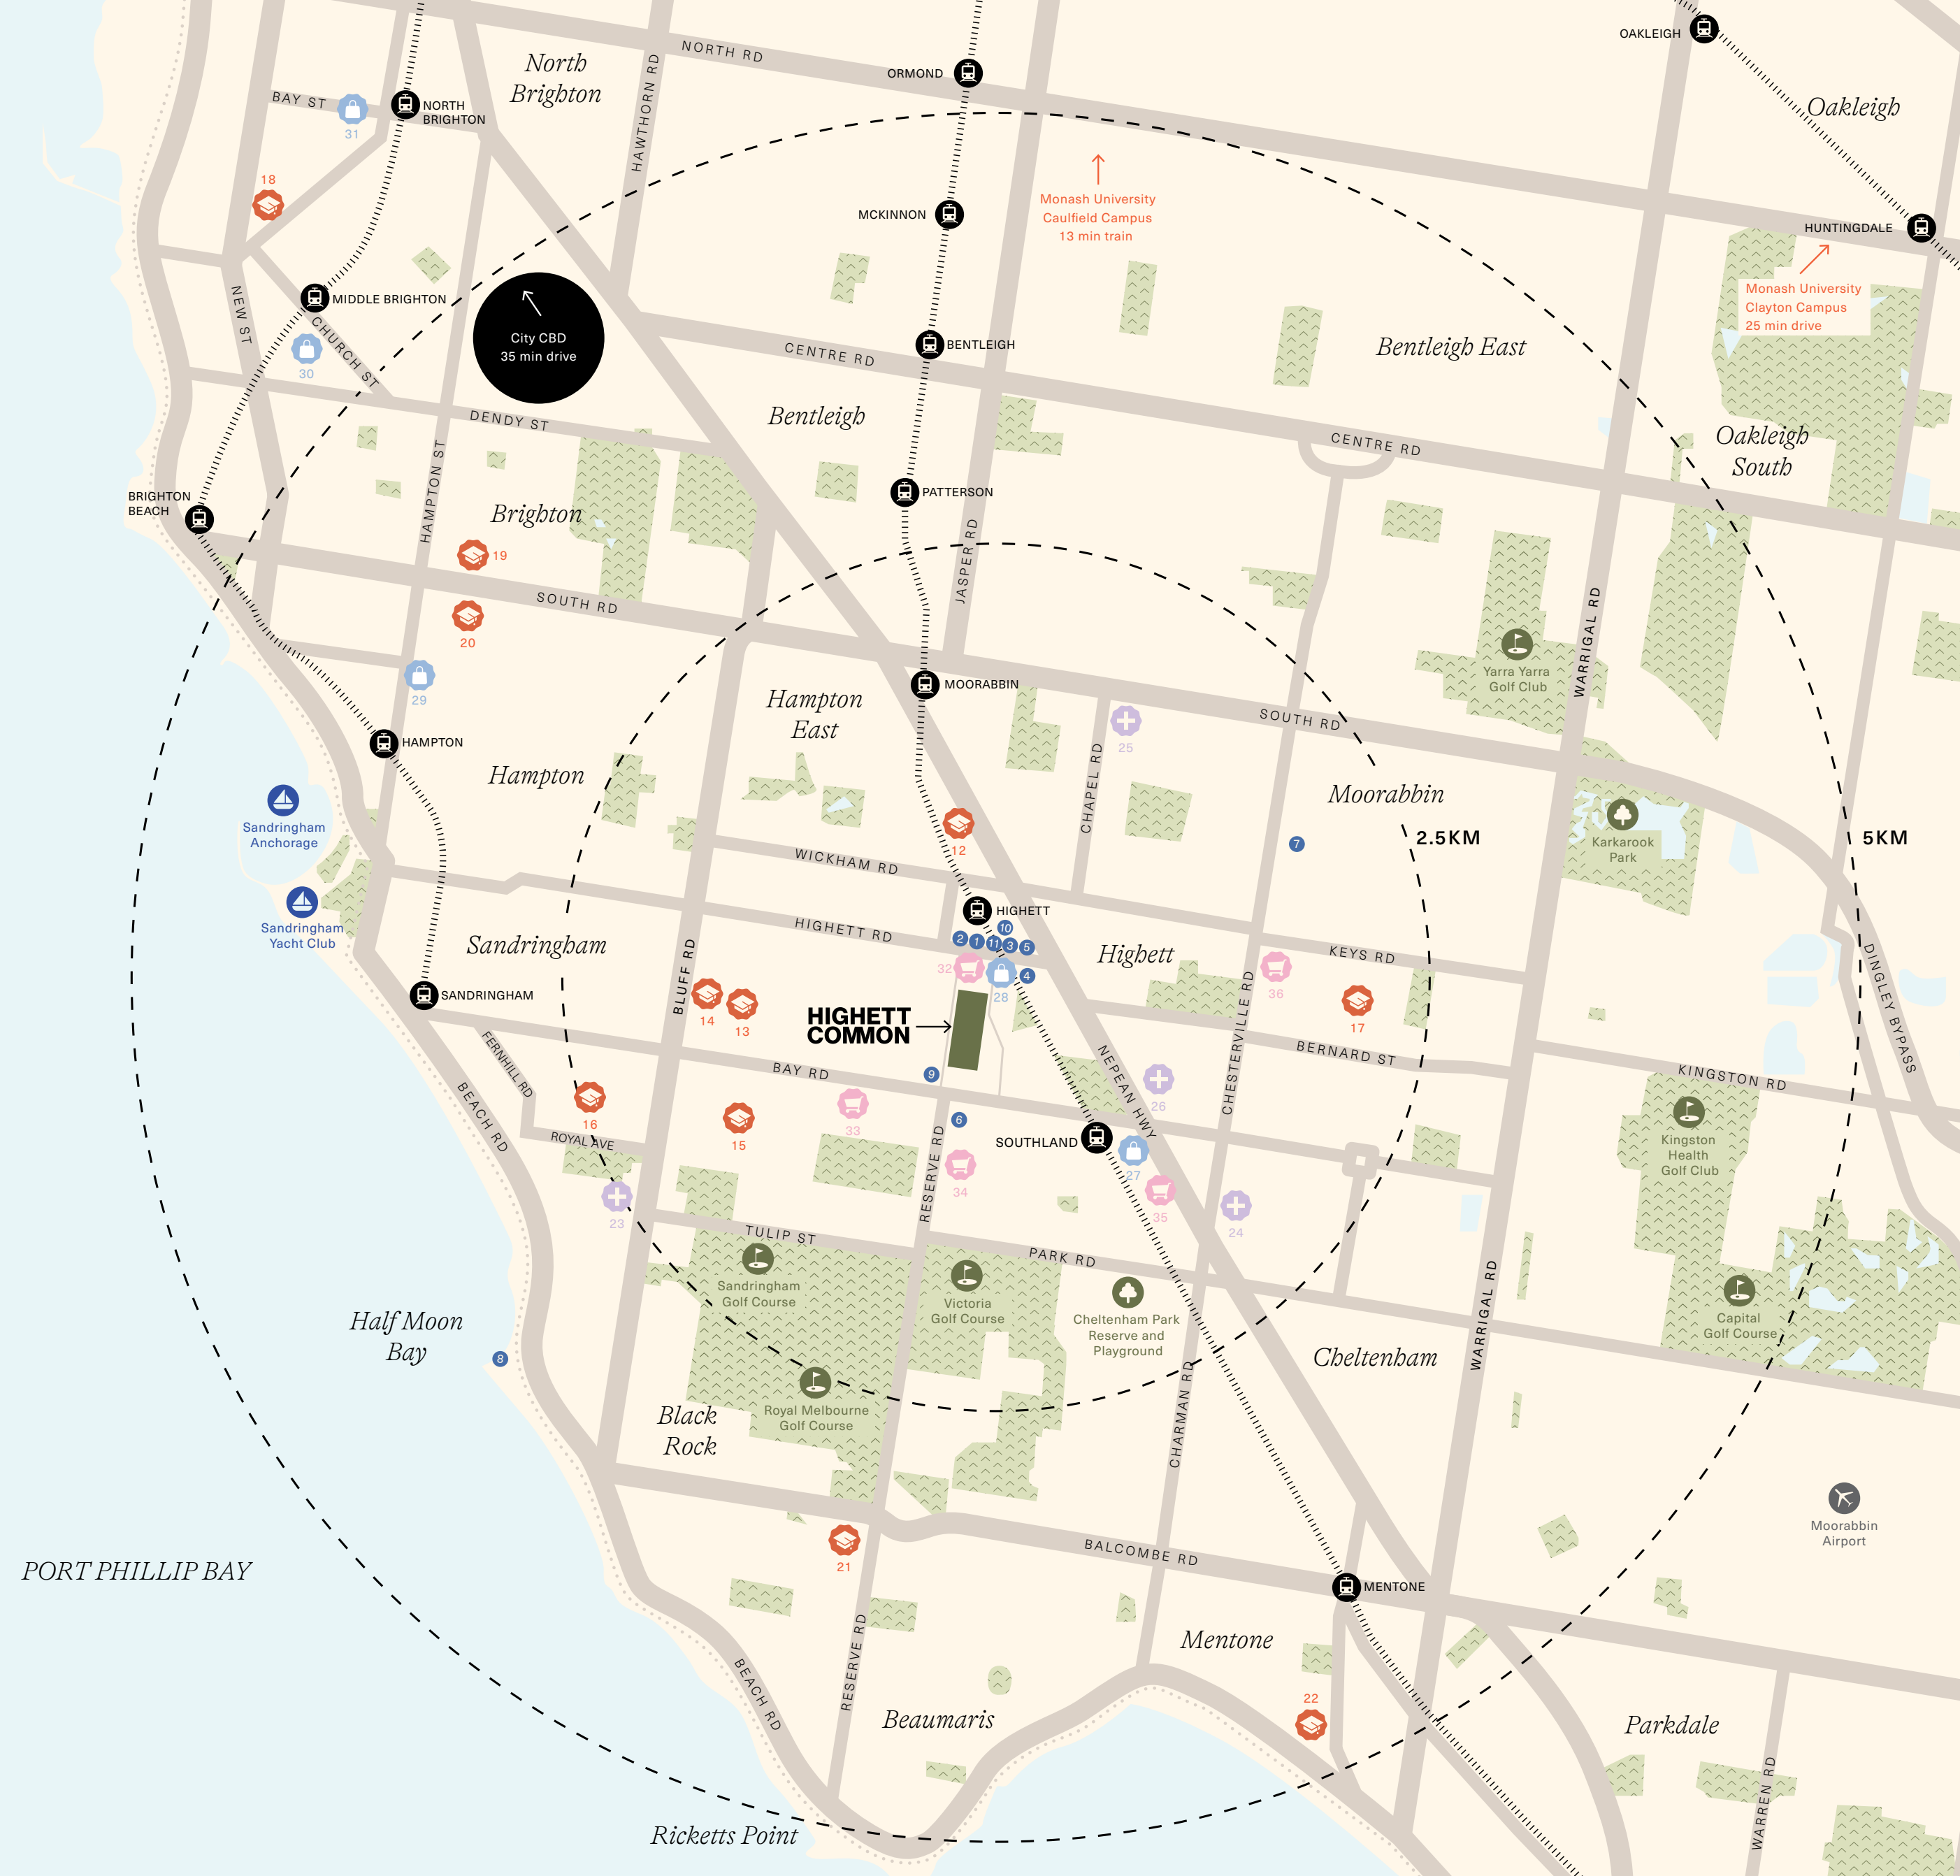 OAKLEIGH
North
Brighton
NORTH RD
ORMOND
HAWTHORN RD
BAY ST
NORTH
BRIGHTON
31
Oakleigh
18
Monash University
Caulfield Campus
13 min train
MCKINNON
HUNTINGDALE
Monash University
Clayton Campus
25 min drive
MIDDLE BRIGHTON
NEW ST
CHURCH ST
30
City CBD
35 min drive
CENTRE RD
BENTLEIGH
Bentleigh East
DENDY ST
Bentleigh
CENTRE RD
Oakleigh
South
HAMPTON ST
BRIGHTON
BEACH
Brighton
PATTERSON
JASPER RD
19
SOUTH RD
20
WARRIGAL RD
Yarra Yarra
Golf Club
29
Hampton
East
MOORABBIN
SOUTH RD
25
HAMPTON
Hampton
CHAPEL RD
Moorabbin
2.5KM
5KM
7
Karkarook
Park
Sandringham
Anchorage
12
WICKHAM RD
Sandringham
Yacht Club
HIGHETT
HIGHETT RD
10
2
1
11
3
5
4
Sandringham
Highett
KEYS RD
DINGLEY BYPASS
BLUFF RD
32
28
36
CHESTERVILLE RD
SANDRINGHAM
14
13
17
HIGHETT
COMMON
FERNHILL RD
BAY RD
9
NEPEAN HWY
BERNARD ST
KINGSTON RD
BEACH RD
16
15
33
6
26
ROYAL AVE
SOUTHLAND
27
Kingston
Health
Golf Club
RESERVE RD
34
35
24
23
TULIP ST
PARK RD
WARRIGAL RD
Sandringham
Golf Course
Victoria
Golf Course
Cheltenham Park
Reserve and
Playground
Capital
Golf Course
Half Moon
Bay
8
Cheltenham
Black
Rock
Royal Melbourne
Golf Course
CHARMAN RD
Moorabbin
Airport
21
BALCOMBE RD
PORT PHILLIP BAY
MENTONE
Mentone
RESERVE RD
BEACH RD
22
Beaumaris
Parkdale
WARREN RD
Ricketts Point